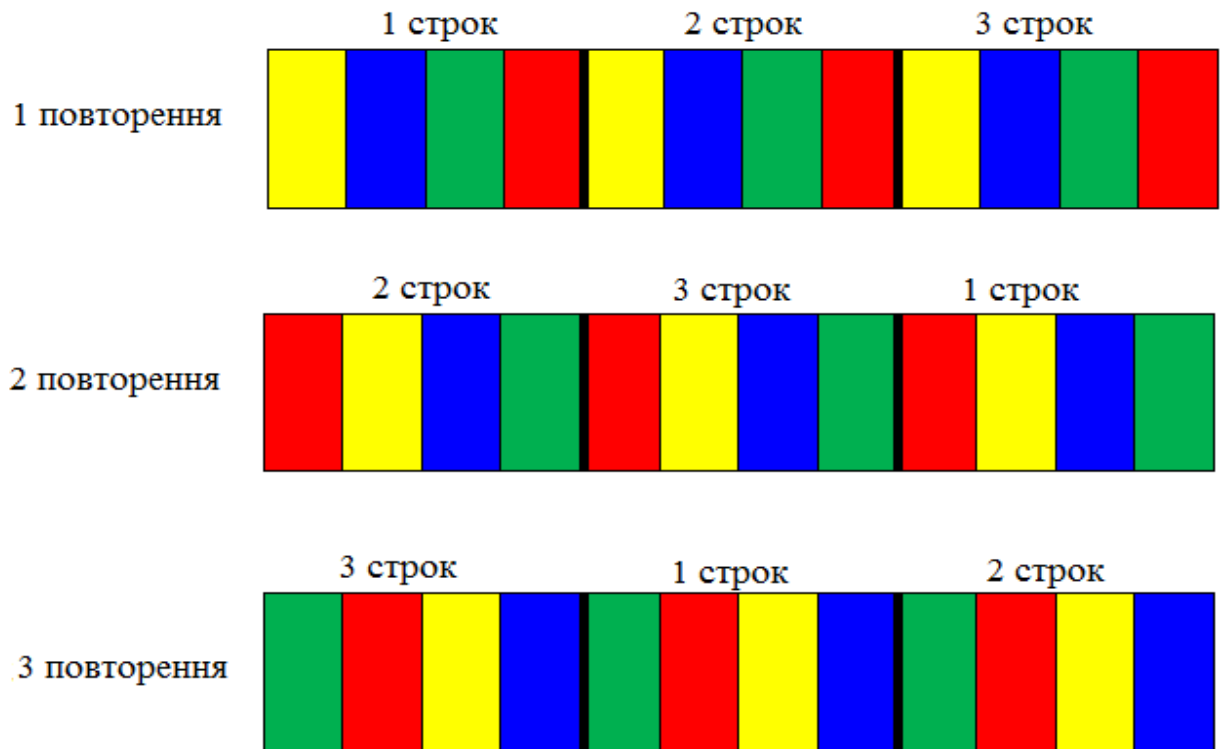 1 строк 2 строк 3 строк
1 повторення
2 строк 3 строк 1 строк
2 повторення
3 строк 1 строк 2 строк
3 повторення